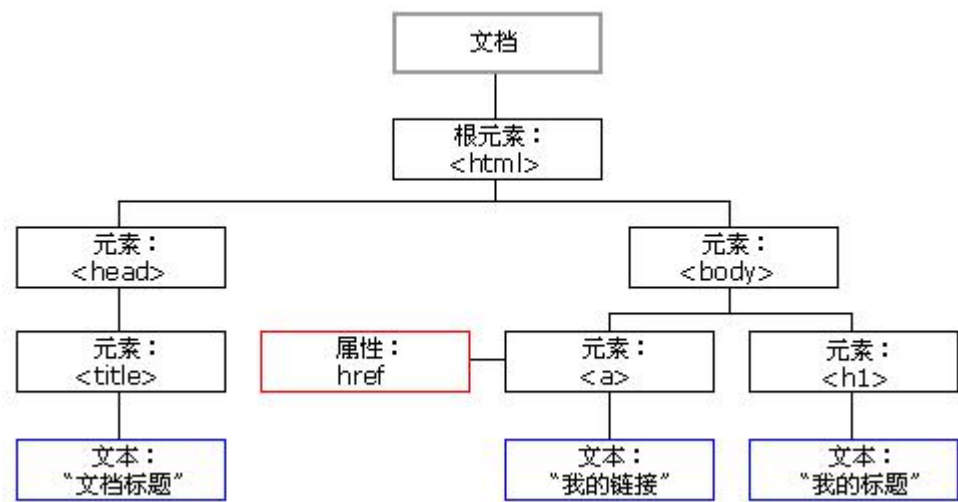 文档
根元素：
<html>
元素：
<head>
元素：
<body>
元素：
<title>
属性：
href
元素：
<a>
元素：
<h1>
文本：
“文档标题”
文本：
“我的链接”
文本：
“我的标题”